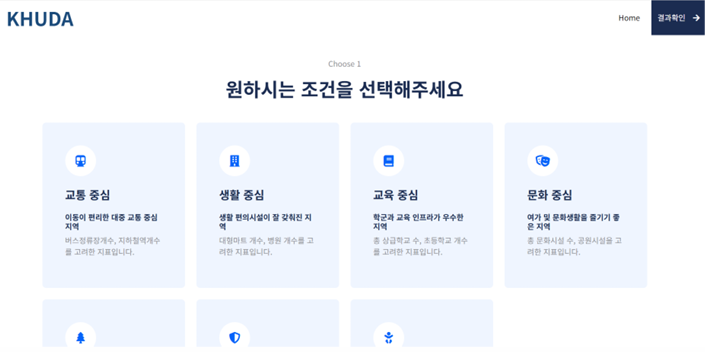 KHUDA
Home
결과확인
Choose 1
원하시는 조건을 선택해주세요
교통 중심
이동이 편리한 대중 교통 중심
지역
버스정류장개수, 지하철역개수
를 고려한 지표입니다.
생활 중심
생활 편의시설이 잘 갖춰진 지
역
대형마트 개수, 병원 개수를 고
려한 지표입니다.
교육 중심
학군과 교육 인프라가 우수한
지역
총 상급학교 수, 초등학교 개수
를 고려한 지표입니다.
문화 중심
여가 및 문화생활을 즐기기 좋
은 지역
총 문화시설 수, 공원시설을 고
려한 지표입니다.